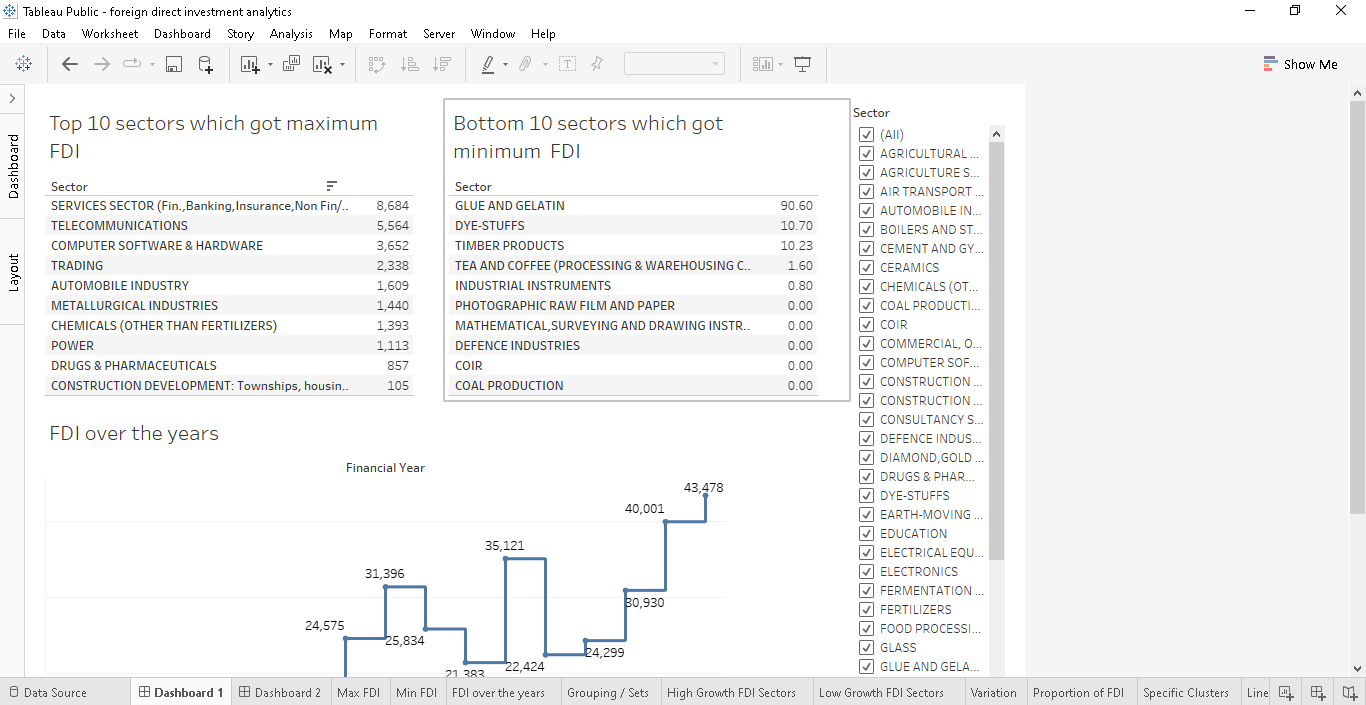 Tableau Public - foreign direct investment analytics
File Data Worksheet Dashboard Story Analysis Map Format Server Window Help
Show Me
Dashboard
Layout
Top 10 sectors which got maximum
FDI
Sector
SERVICES SECTOR (Fin.,Banking,Insurance,Non Fin/.. 8,684
TELECOMMUNICATIONS 5,564
COMPUTER SOFTWARE & HARDWARE 3,652
TRADING 2,338
AUTOMOBILE INDUSTRY 1,609
METALLURGICAL INDUSTRIES 1,440
CHEMICALS (OTHER THAN FERTILIZERS) 1,393
POWER 1,113
DRUGS & PHARMACEUTICALS 857
CONSTRUCTION DEVELOPMENT: Townships, housin.. 105
Bottom 10 sectors which got
minimum FDI
Sector
GLUE AND GELATIN 90.60
DYE-STUFFS 10.70
TIMBER PRODUCTS 10.23
TEA AND COFFEE (PROCESSING & WAREHOUSING C.. 1.60
INDUSTRIAL INSTRUMENTS 0.80
PHOTOGRAPHIC RAW FILM AND PAPER 0.00
MATHEMATICAL,SURVEYING AND DRAWING INSTR.. 0.00
DEFENCE INDUSTRIES 0.00
COIR 0.00
COAL PRODUCTION 0.00
Sector
(All)
AGRICULTURAL ...
AGRICULTURE S...
AIR TRANSPORT ...
AUTOMOBILE IN...
BOILERS AND ST...
CEMENT AND GY...
CERAMICS
CHEMICALS (OT...
COAL PRODUCTI...
COIR
COMMERCIAL, O...
COMPUTER SOF...
CONSTRUCTION ...
CONSTRUCTION ...
CONSULTANCY S...
DEFENCE INDUS...
DIAMOND,GOLD ...
DRUGS & PHAR...
DYE-STUFFS
EARTH-MOVING ...
EDUCATION
ELECTRICAL EQU...
ELECTRONICS
FERMENTATION ...
FERTILIZERS
FOOD PROCESSI...
GLASS
GLUE AND GELA...
FDI over the years
Financial Year
43,478
40,001
35,121
31,396
30,930
24,575
25,834
24,299
22,424
21,383
Data Source Dashboard 1 Dashboard 2 Max FDI Min FDI FDI over the years Grouping / Sets High Growth FDI Sectors Low Growth FDI Sectors Variation Proportion of FDI Specific Clusters Line